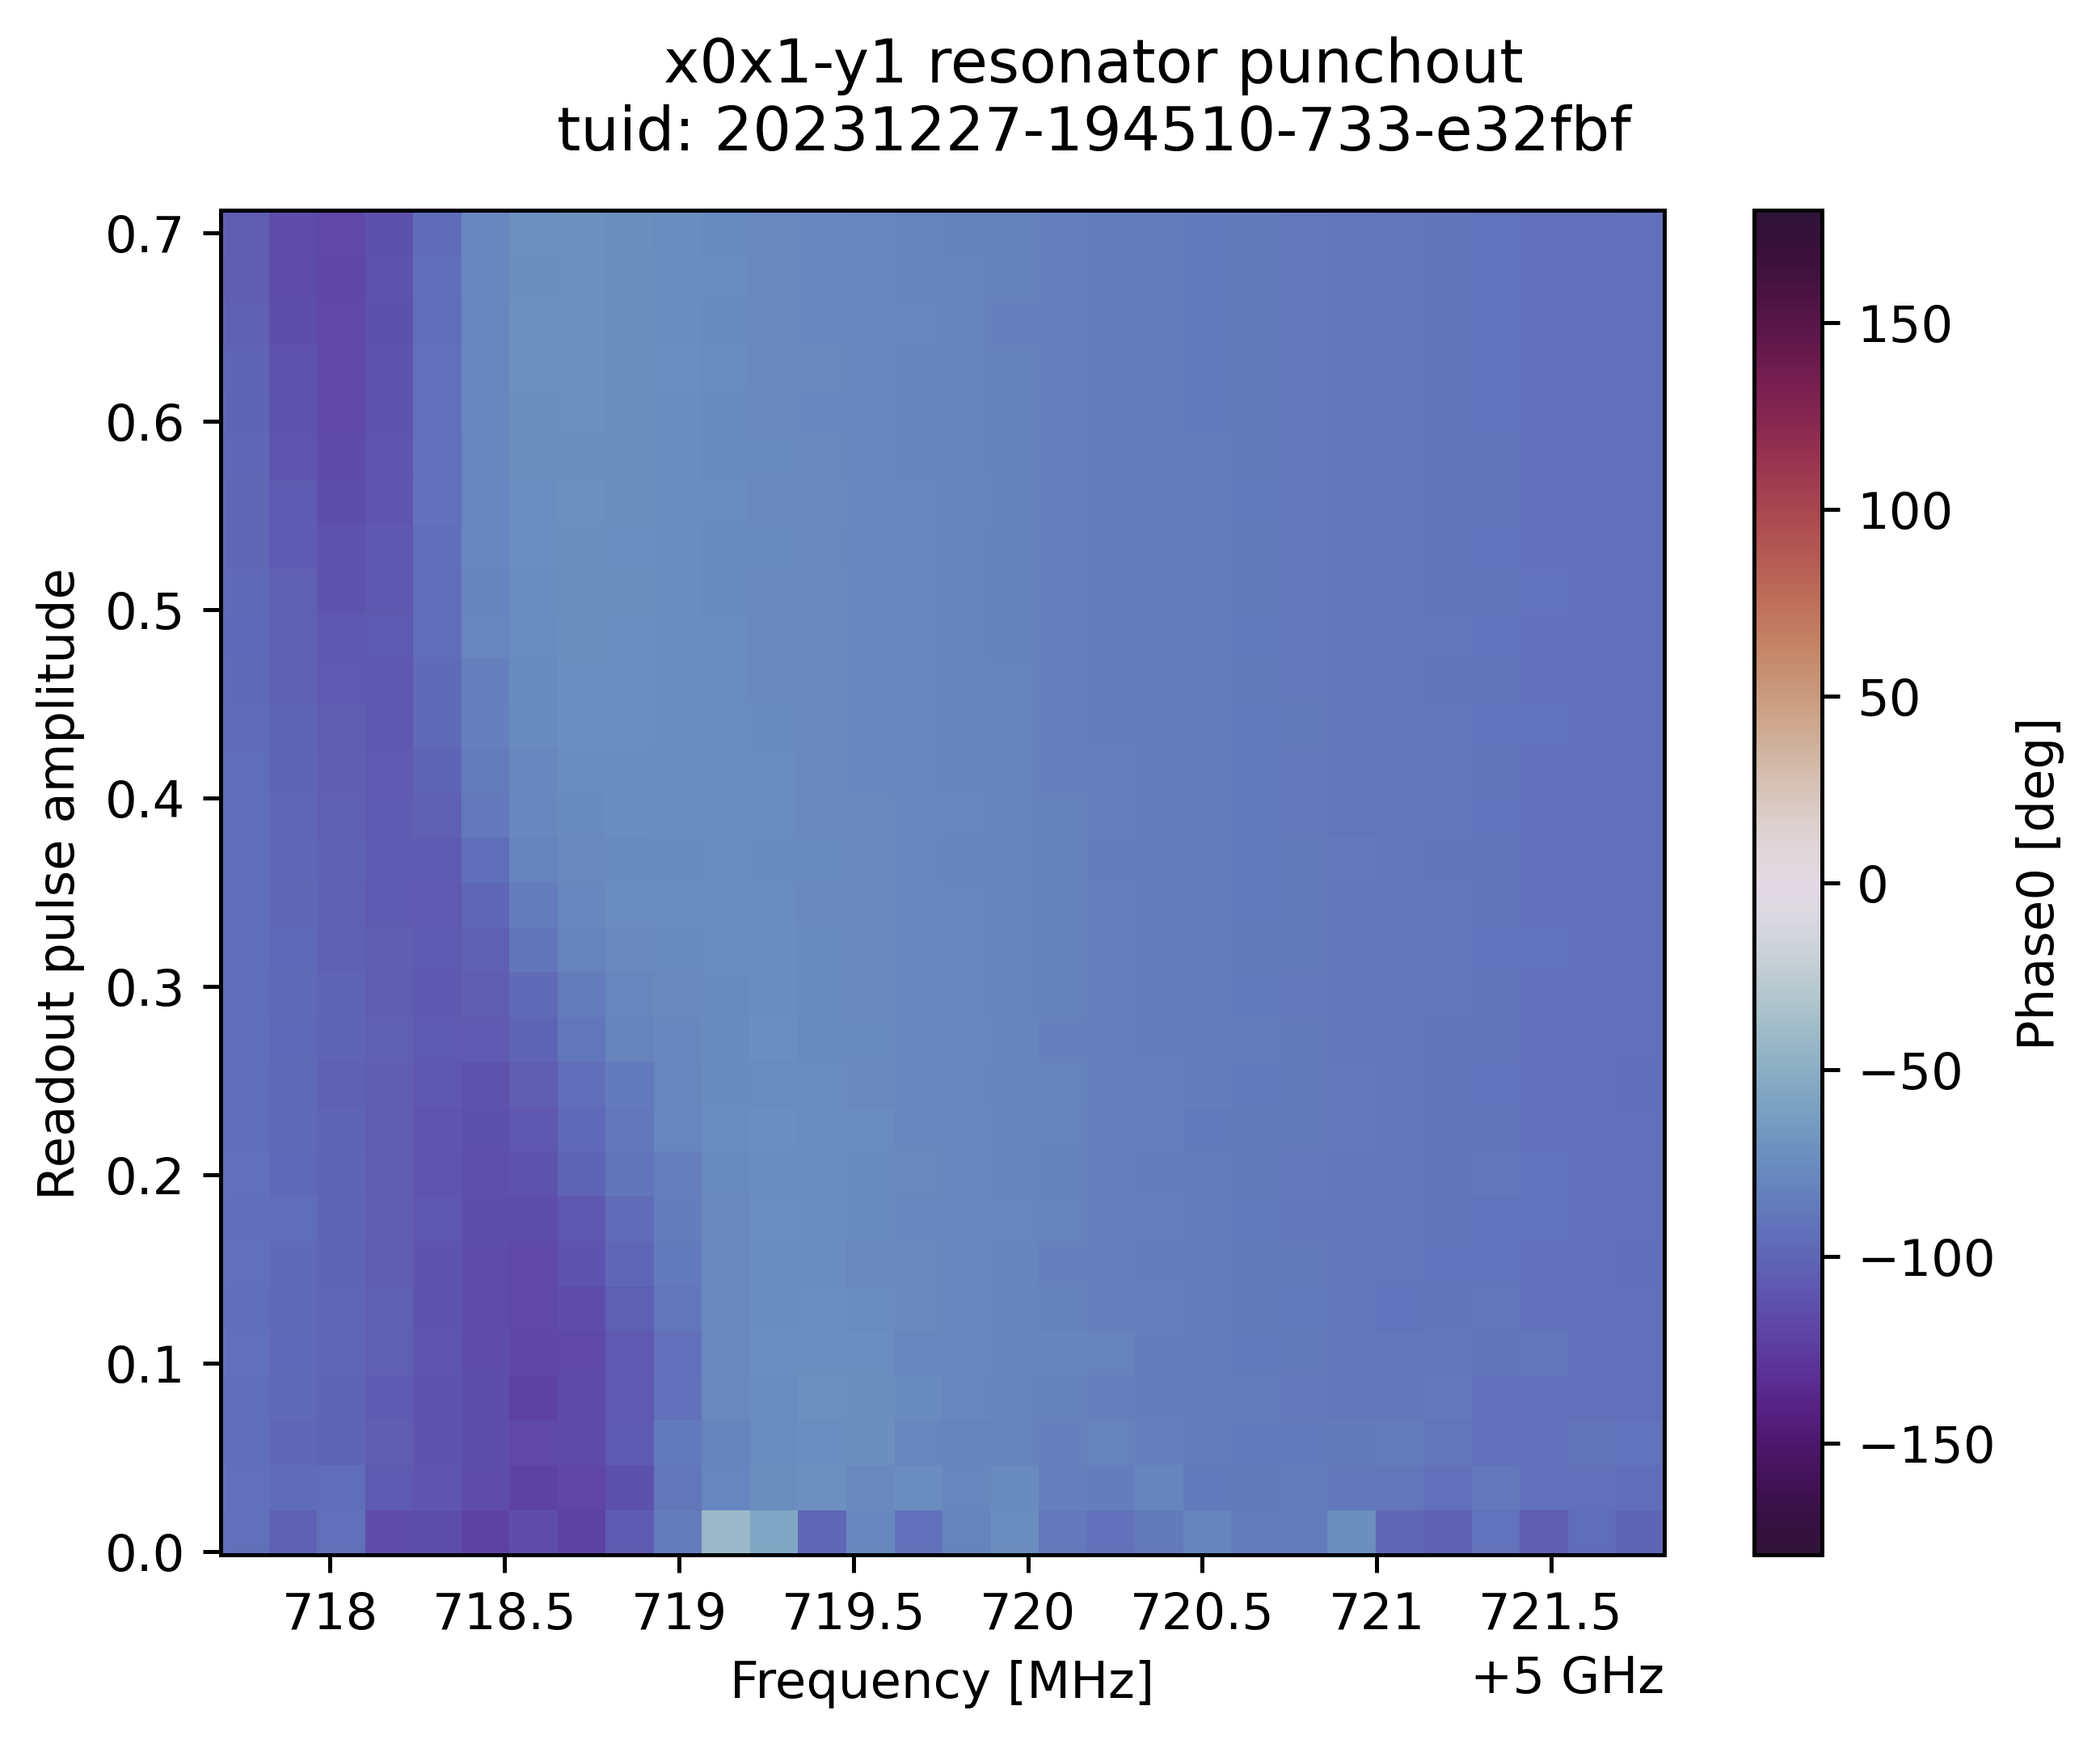 x0x1-y1 resonator punchout
tuid: 20231227-194510-733-e32fbf
Readout pulse amplitude
0.7
0.6
0.5
0.4
0.3
0.2
0.1
0.0
718 718.5 719 719.5 720 720.5 721 721.5
Frequency [MHz]
+5 GHz
150
100
50
0
−50
−100
−150
Phase0 [deg]